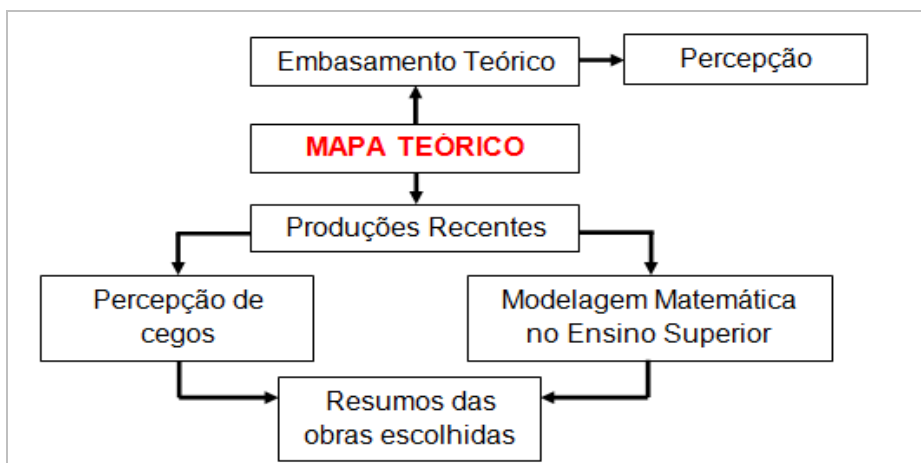 Embasamento Teórico
Percepção
MAPA TEÓRICO
Produções Recentes
Percepção de
cegos
Modelagem Matemática
no Ensino Superior
Resumos das
obras escolhidas